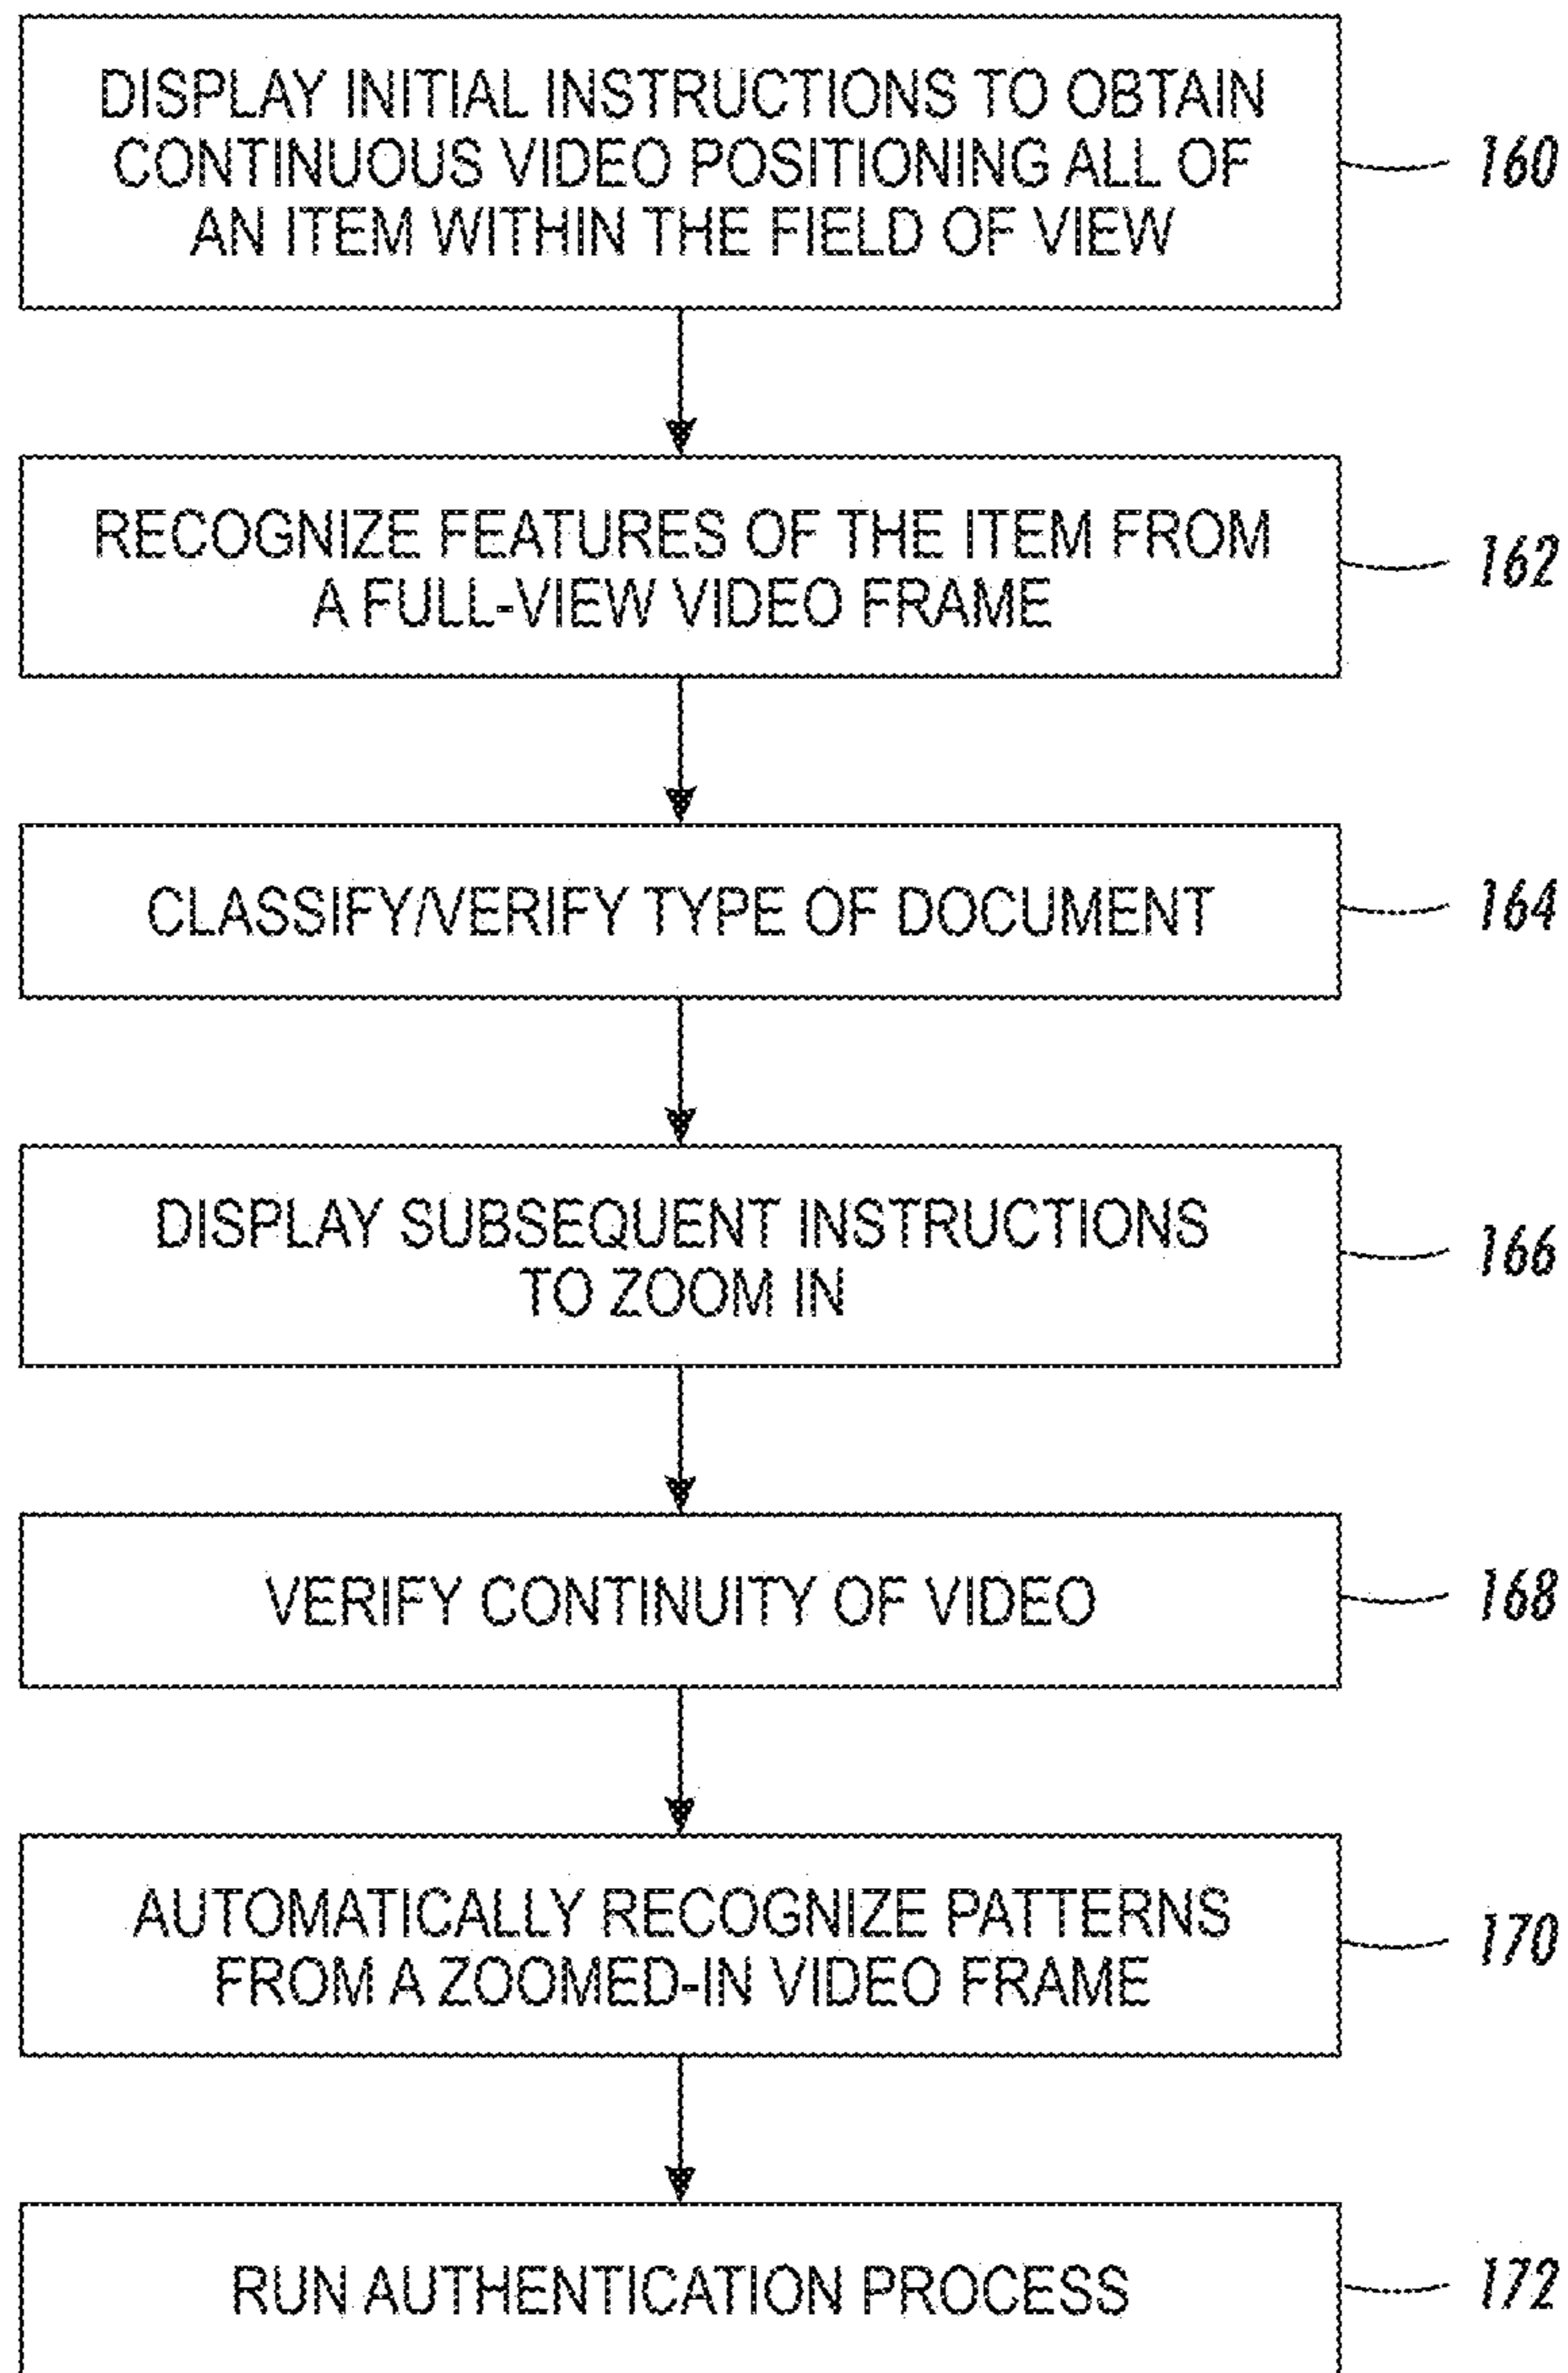 DISPLAY INITIAL INSTRUCTIONS TO OBTAIN
CONTINUOUS VIDEO POSITIONING ALL OF
AN ITEM WITHIN THE FIELD OF VIEW
160
RECOGNIZE FEATURES OF THE ITEM FROM
A FULL-VIEW VIDEO FRAME
162
CLASSIFY/VERIFY TYPE OF DOCUMENT
164
DISPLAY SUBSEQUENT INSTRUCTIONS
TO ZOOM IN
166
VERIFY CONTINUITY OF VIDEO
168
AUTOMATICALLY RECOGNIZE PATTERNS
FROM A ZOOMED-IN VIDEO FRAME
170
RUN AUTHENTICATION PROCESS
172